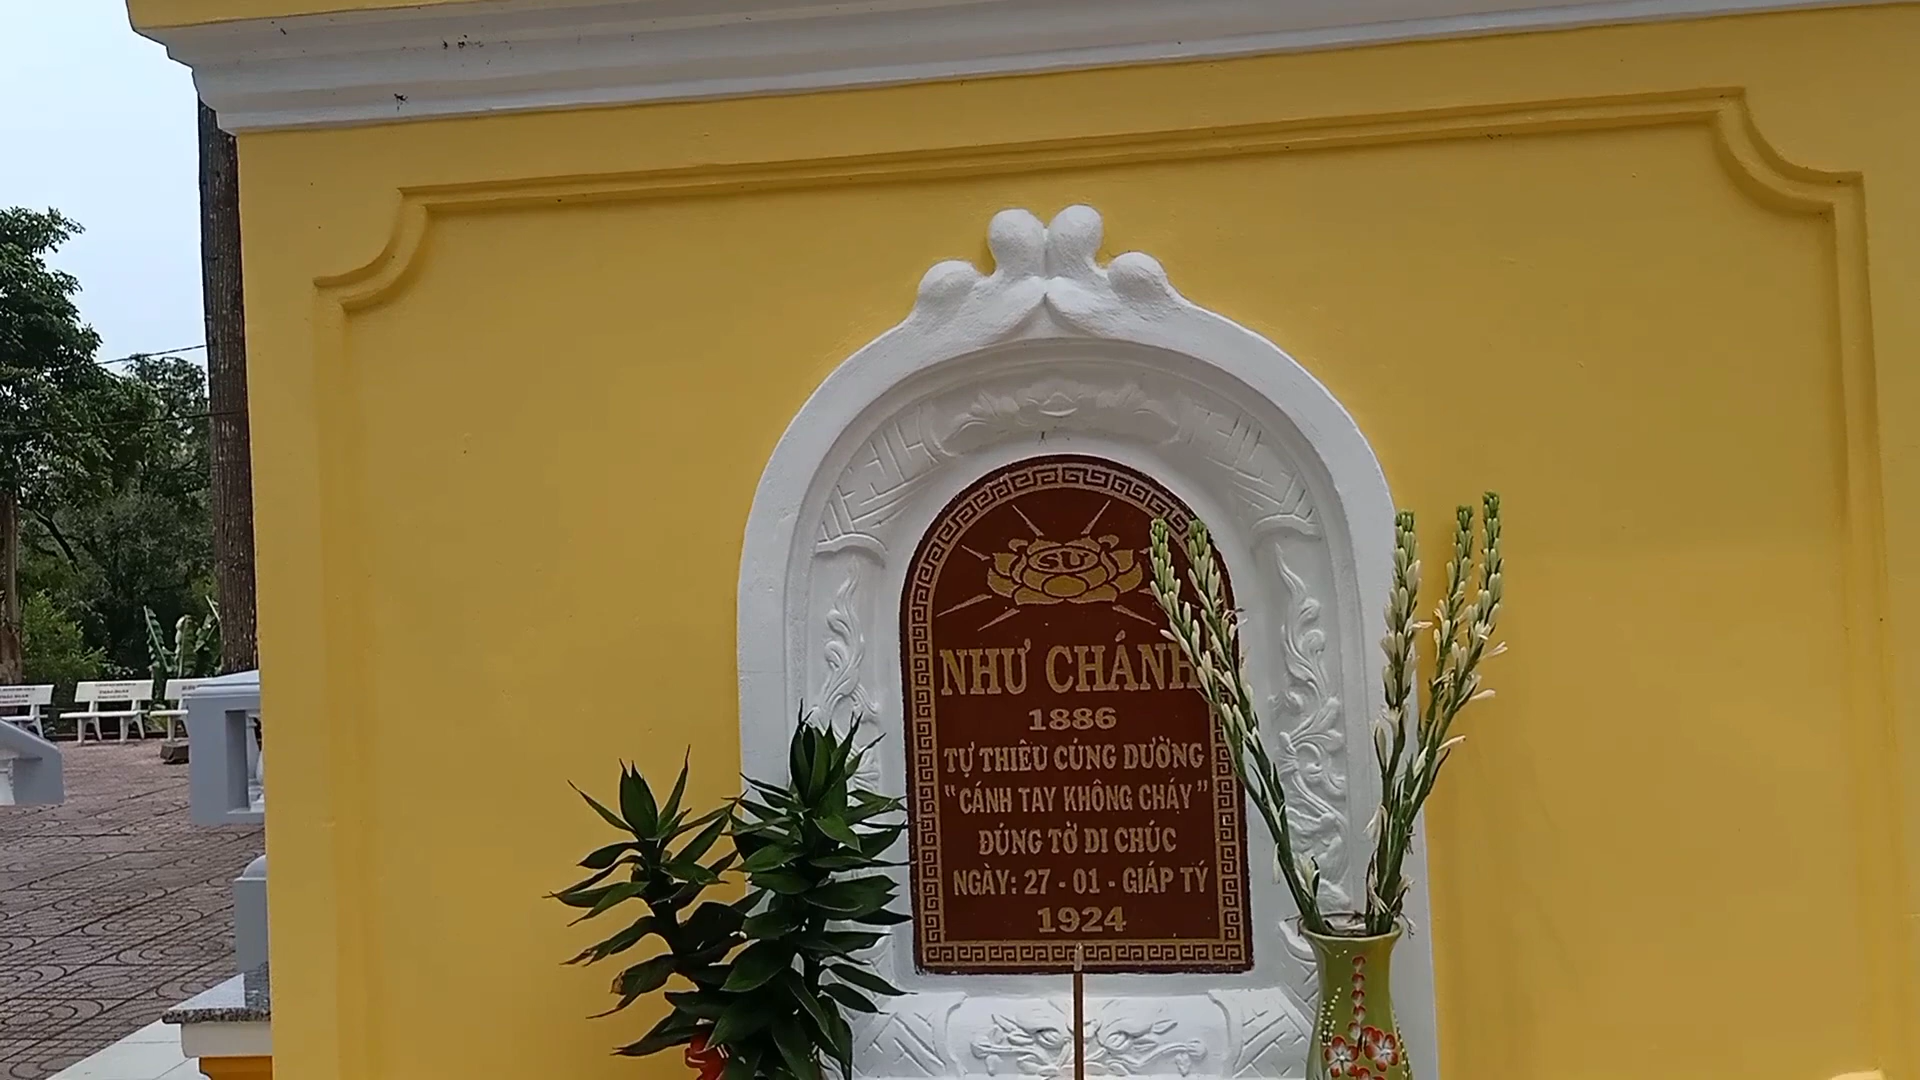 SƯ
NHƯ CHÁNH
1886
TỰ THIÊU CÚNG DƯỜNG
"CÁNH TAY KHÔNG CHÁY"
ĐÚNG TỜ DI CHÚC
NGÀY: 27 - 01 - GIÁP TÝ
1924